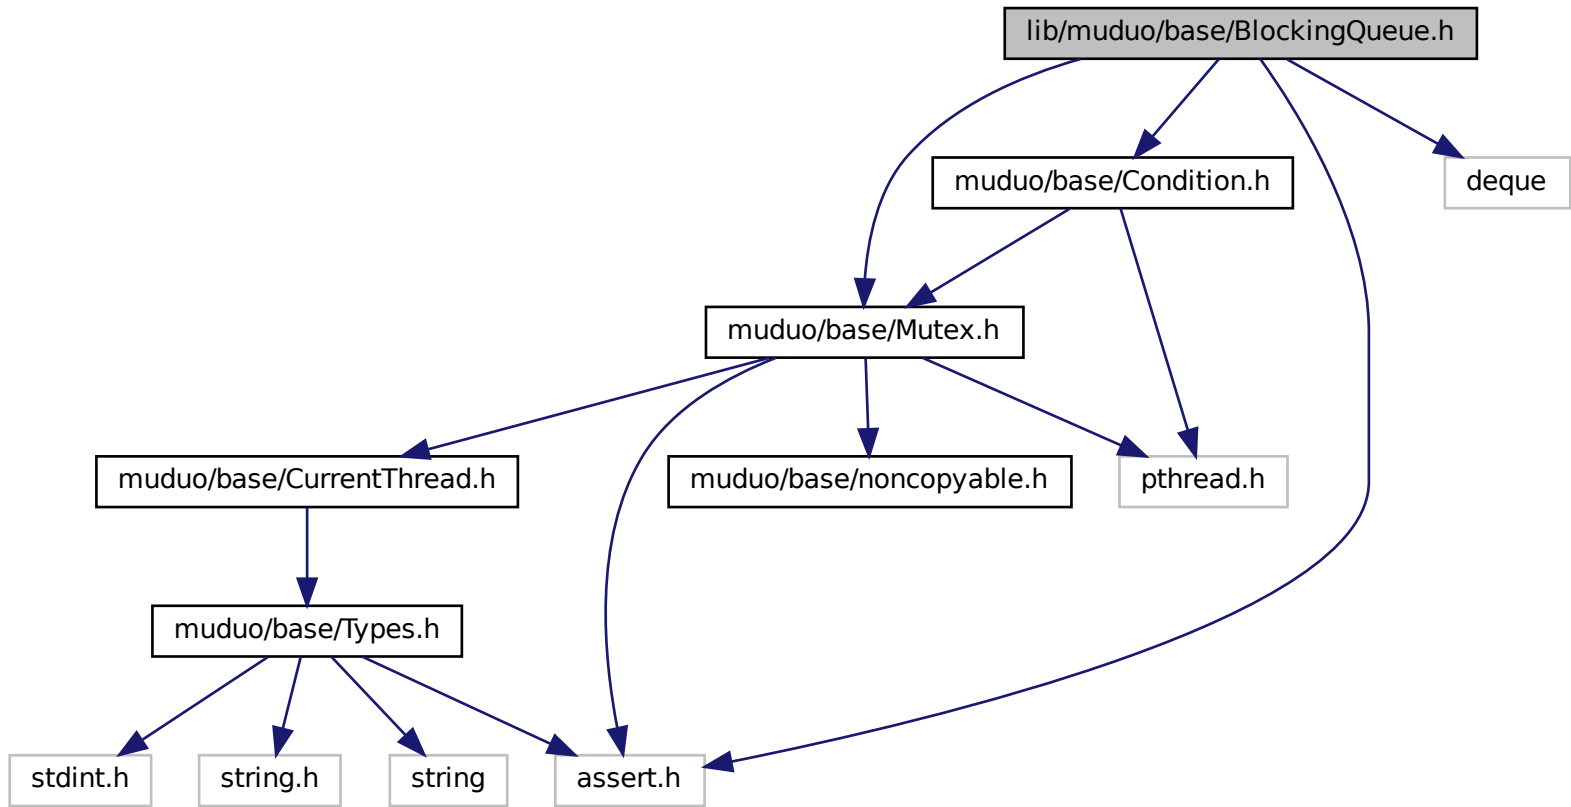 lib/muduo/base/BlockingQueue.h
muduo/base/Condition.h
deque
muduo/base/Mutex.h
muduo/base/CurrentThread.h
muduo/base/noncopyable.h
pthread.h
muduo/base/Types.h
stdint.h
string.h
string
assert.h